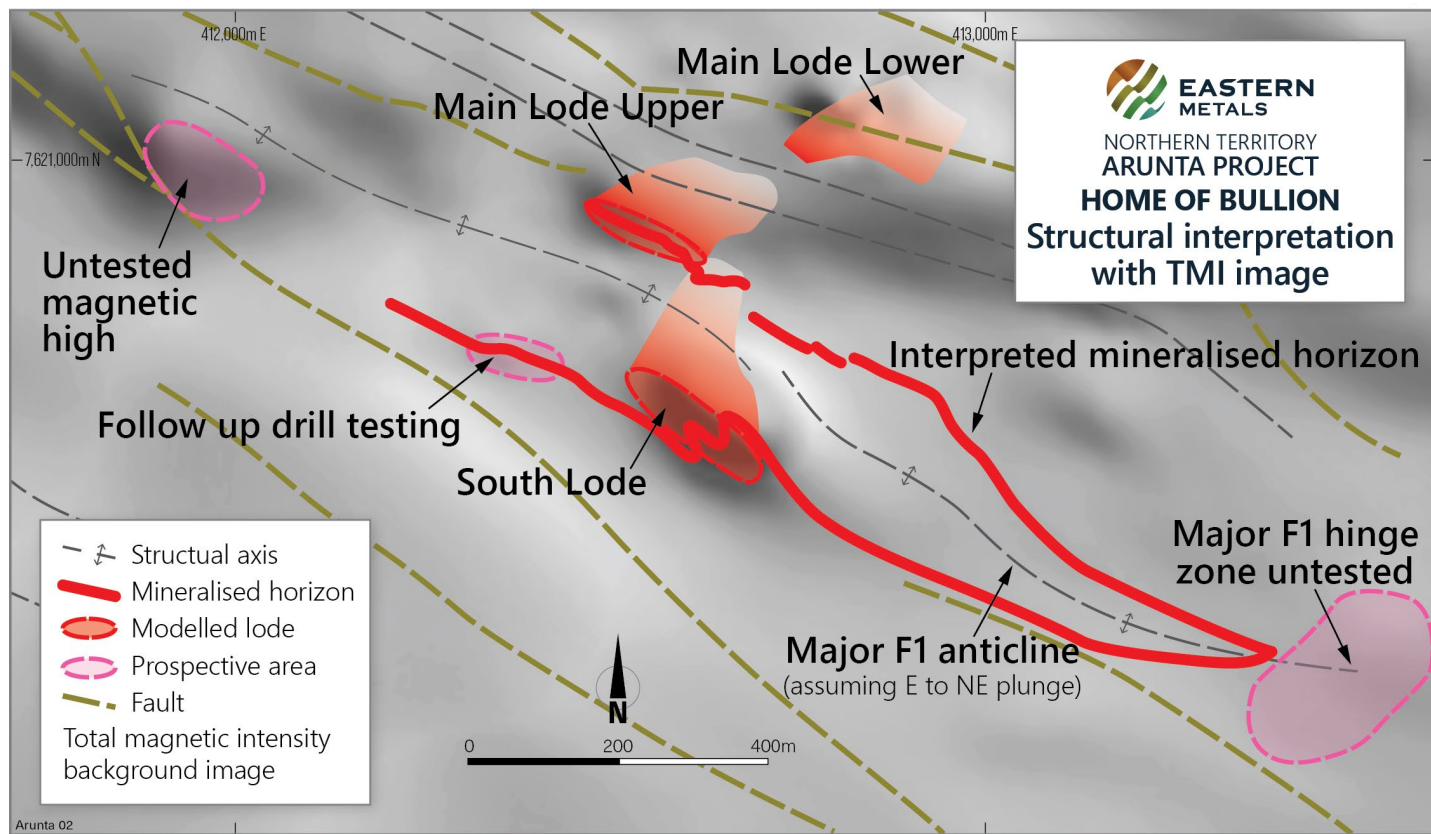 412,000m E
413,000m E
7,621,000m N
Main Lode Lower
Main Lode Upper
EASTERN
METALS
NORTHERN TERRITORY
ARUNTA PROJECT
HOME OF BULLION
Structural interpretation
with TMI image
Untested
magnetic
high
Interpreted mineralised horizon
Follow up drill testing
South Lode
Major F1 hinge
zone untested
Major F1 anticline
(assuming E to NE plunge)
Structual axis
Mineralised horizon
Modelled lode
Prospective area
Fault
Total magnetic intensity
background image
N
0 200 400m
Arunta 02